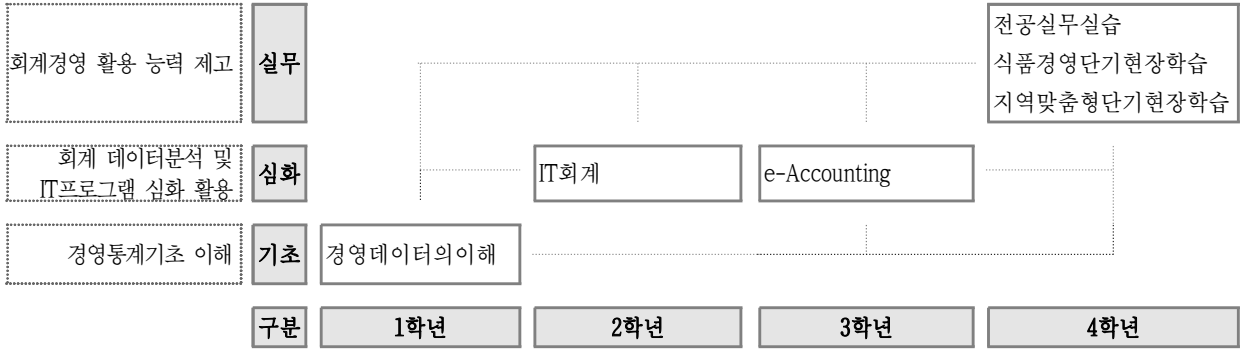 회계경영 활용 능력 제고
실무
전공실무실습
식품경영단기현장학습
지역맞춤형단기현장학습
회계 데이터분석 및
IT프로그램 심화 활용
심화
IT회계
e-Accounting
경영통계기초 이해
기초
경영데이터의이해
구분
1학년
2학년
3학년
4학년